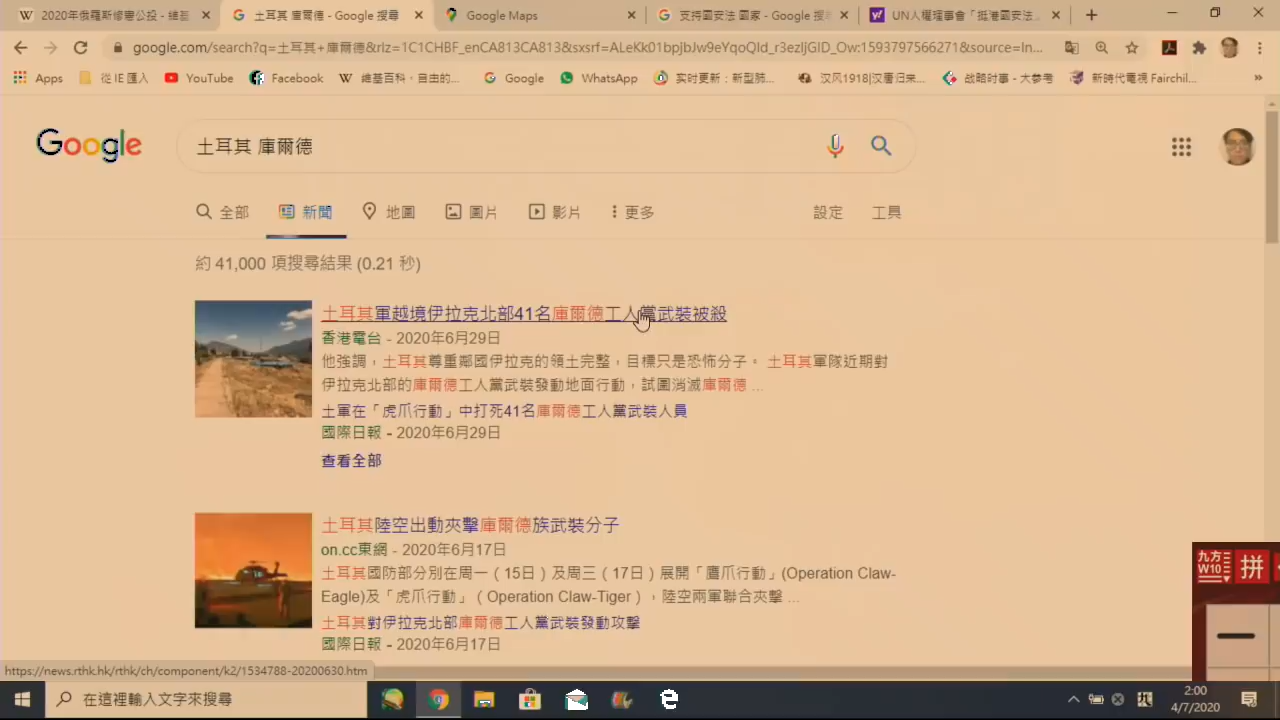 2020年俄羅斯修憲公投 - 維基
土耳其 庫爾德 - Google 搜尋
Google Maps
支持國安法 國家 - Google 搜
UN人權理事會「挺港國安法
google.com/search?q=土耳其+庫爾德&rlz=1C1CHBF_enCA813CA813&sxsrf=ALeKk01bpjbJw9eYqoQId_r3ezIjGID_Ow:1593797566271&source=ln...
Apps
從 IE 匯入
YouTube
Facebook
維基百科，自由的...
Google
WhatsApp
实时更新：新型肺...
汉风1918|汉唐归来...
战略时事 - 大参考
新時代電視 Fairchil...
»
Google
土耳其 庫爾德
全部
新聞
地圖
圖片
影片
更多
設定
工具
約 41,000 項搜尋結果 (0.21 秒)
土耳其軍越境伊拉克北部41名庫爾德工人黨武裝被殺
香港電台 - 2020年6月29日
他強調，土耳其尊重鄰國伊拉克的領土完整，目標只是恐怖分子。 土耳其軍隊近期對
伊拉克北部的庫爾德工人黨武裝發動地面行動，試圖消滅庫爾德 ...
土軍在「虎爪行動」中打死41名庫爾德工人黨武裝人員
國際日報 - 2020年6月29日
查看全部
土耳其陸空出動夾擊庫爾德族武裝分子
on.cc東網 - 2020年6月17日
土耳其國防部分別在周一（15日）及周三（17日）展開「鷹爪行動」(Operation Claw-
Eagle)及「虎爪行動」（Operation Claw-Tiger），陸空兩軍聯合夾擊 ...
土耳其對伊拉克北部庫爾德工人黨武裝發動攻擊
國際日報 - 2020年6月17日
九方
W10
拼
https://news.rthk.hk/rthk/ch/component/k2/1534788-20200630.htm
在這裡輸入文字來搜尋
2:00
4/7/2020